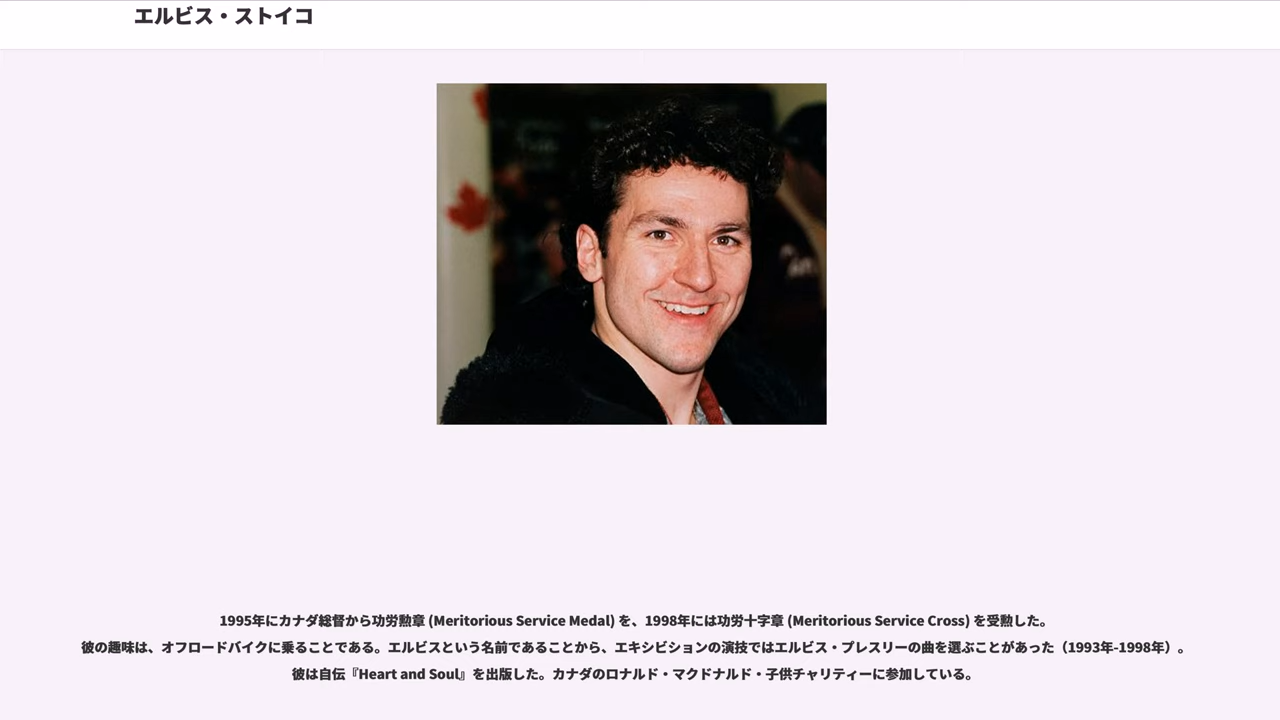 エルビス・ストイコ
1995年にカナダ総督から功労勲章 (Meritorious Service Medal) を、1998年には功労十字章 (Meritorious Service Cross) を受勲した。
彼の趣味は、オフロードバイクに乗ることである。エルビスという名前であることから、エキシビションの演技ではエルビス・プレスリーの曲を選ぶことがあった（1993年-1998年）。
彼は自伝『Heart and Soul』を出版した。カナダのロナルド・マクドナルド・子供チャリティーに参加している。